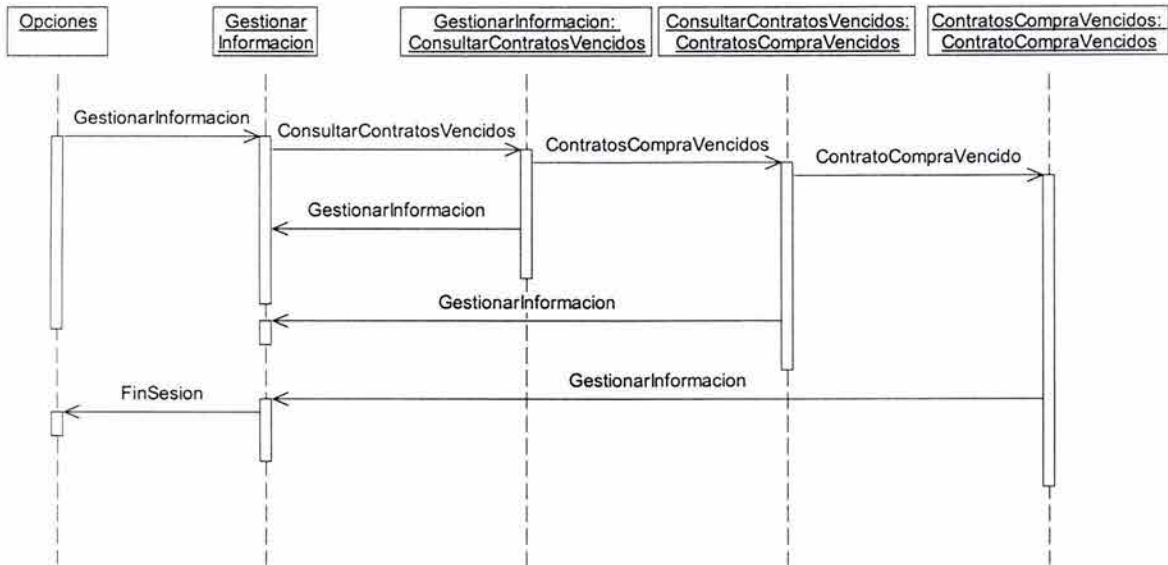 Opciones
Gestionar
Informacion
GestionarInformacion:
ConsultarContratosVencidos
ConsultarContratosVencidos:
ContratosCompraVencidos
ContratosCompraVencidos:
ContratoCompraVencidos
GestionarInformacion
ConsultarContratosVencidos
ContratosCompraVencidos
ContratoCompraVencido
GestionarInformacion
GestionarInformacion
GestionarInformacion
FinSesion